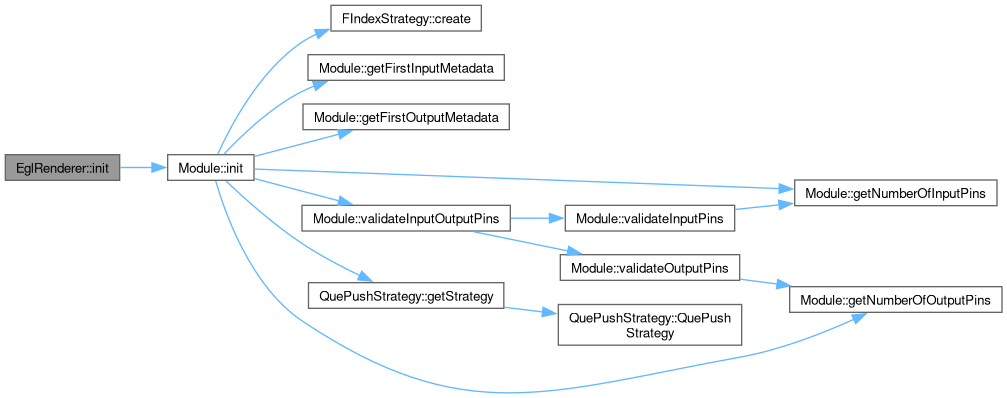 FIndexStrategy::create
Module::getFirstInputMetadata
Module::getFirstOutputMetadata
EglRenderer::init
Module::init
Module::getNumberOfInputPins
Module::validateInputOutputPins
Module::validateInputPins
Module::validateOutputPins
QuePushStrategy::getStrategy
Module::getNumberOfOutputPins
QuePushStrategy::QuePush
Strategy